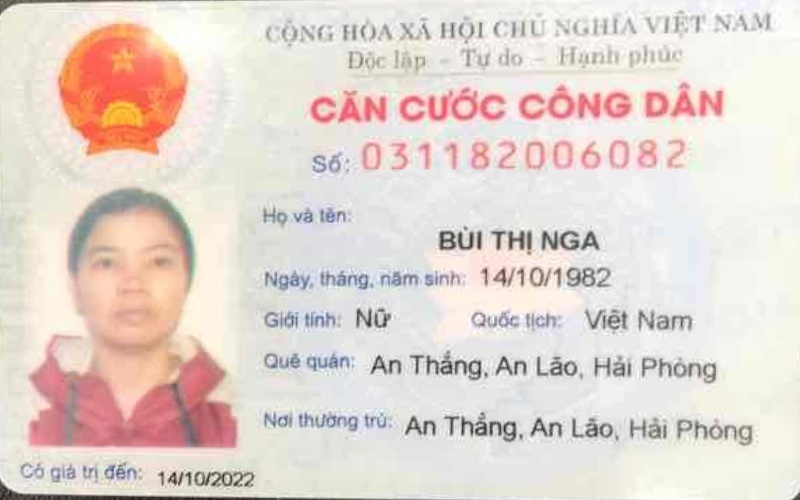 CỘNG HÒA XÃ HỘI CHỦ NGHĨA VIỆT NAM
Độc lập - Tự do - Hạnh phúc
CĂN CƯỚC CÔNG DÂN
Số: 031182006082
Họ và tên:
BÙI THỊ NGA
Ngày, tháng, năm sinh: 14/10/1982
Giới tính: Nữ Quốc tịch: Việt Nam
Quê quán: An Thắng, An Lão, Hải Phòng
Nơi thường trú: An Thắng, An Lão, Hải Phòng
Có giá trị đến: 14/10/2022